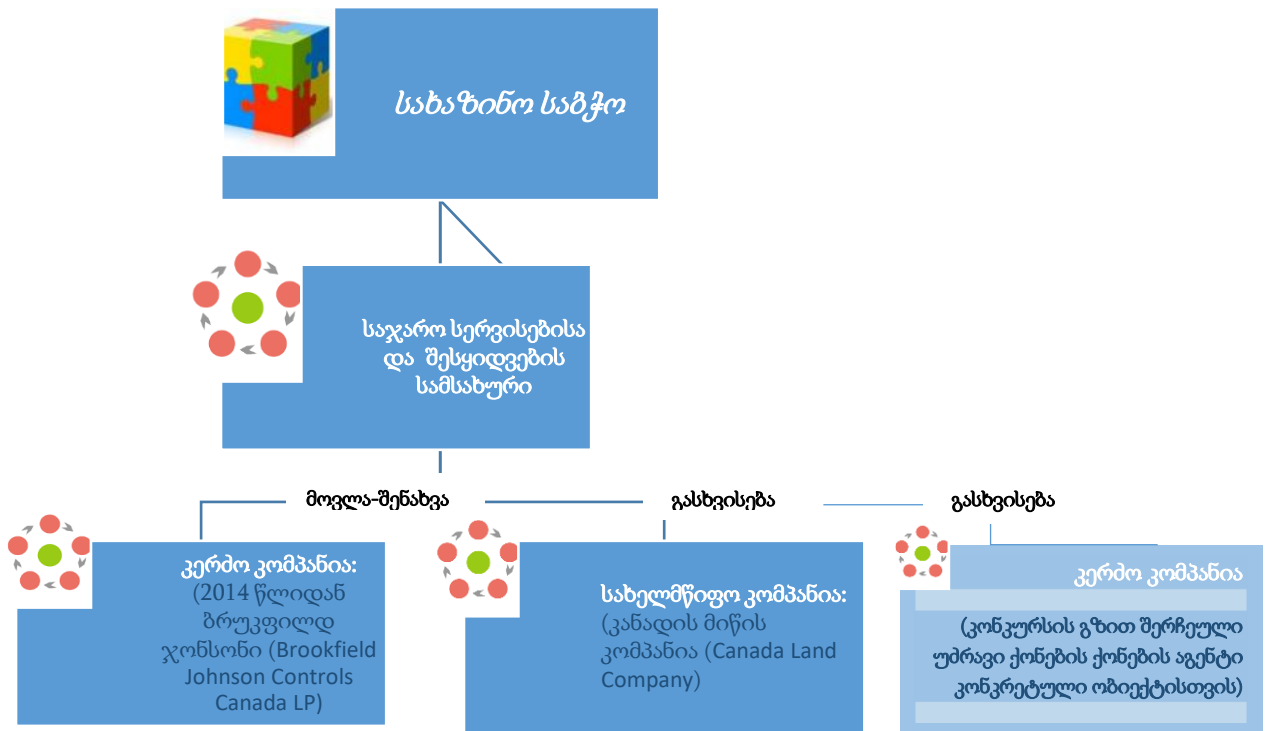 სახაზინო საბჭო
საჯარო სერვისებისა
და შესყიდვების
სამსახური
მოვლა-შენახვა
გასხვისება
გასხვისება
კერძო კომპანია:
(2014 წლიდან
ბრუკფილდ
ჯონსონი (Brookfield
Johnson Controls
Canada LP)
სახელმწიფო კომპანია:
(კანადის მიწის
კომპანია (Canada Land
Company)
კერძო კომპანია
(კონკურსის გზით შერჩეული
უძრავი ქონების ქონების აგენტი
კონკრეტული ობიექტისთვის)